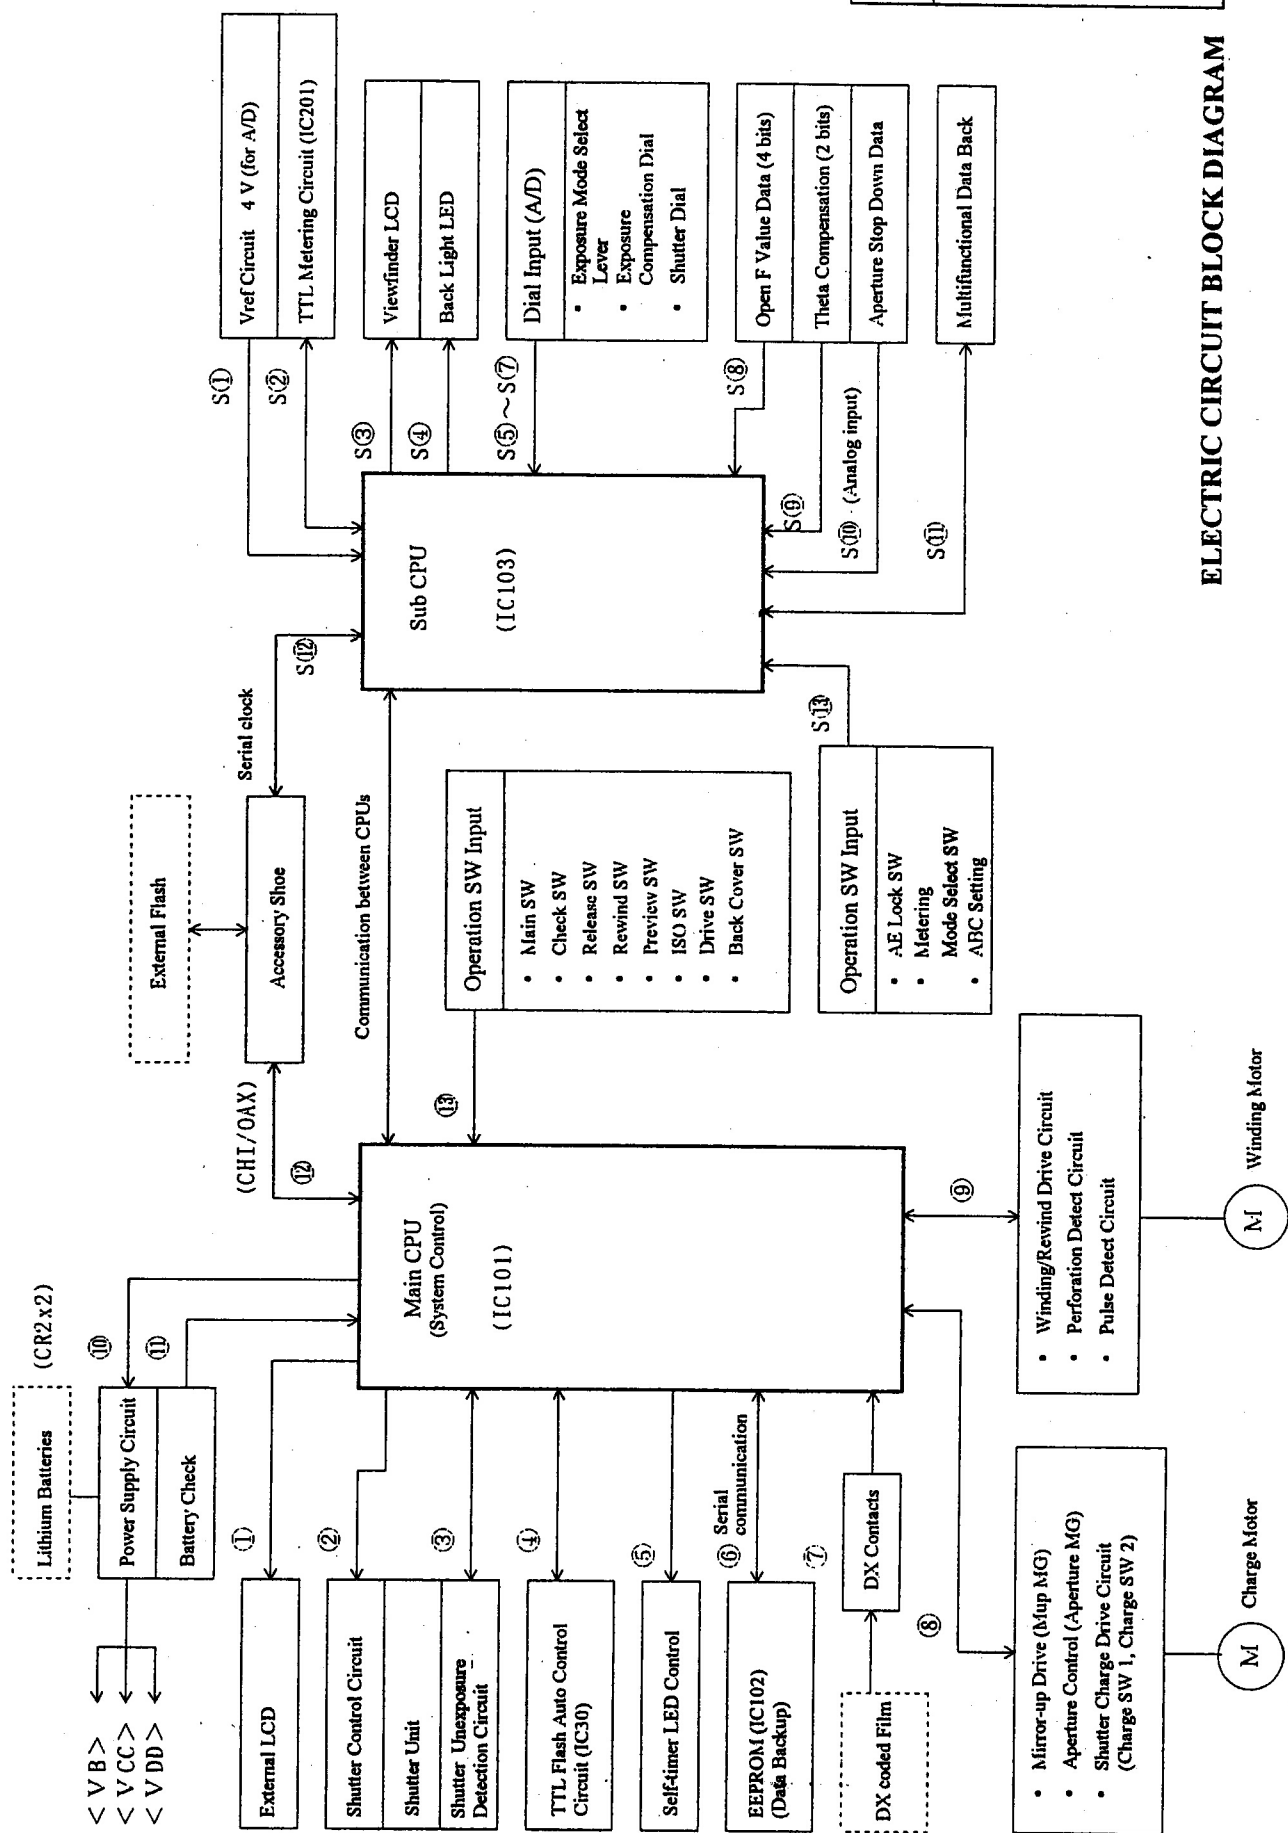 ELECTRIC CIRCUIT BLOCK DIAGRAM
Lithium Batteries
(CR2x2)
Power Supply Circuit
Battery Check
<VB>
<VCC>
<VDD>
⑩
⑪
External LCD
①
Shutter Control Circuit
Shutter Unit
Shutter Unexposure
Detection Circuit
②
③
TTL Flash Auto Control
Circuit (IC30)
④
Self-timer LED Control
⑤
EEPROM (IC102)
(Data Backup)
⑥ Serial
communication
DX coded Film
DX Contacts
⑦
⑧
• Mirror-up Drive (Mup MG)
• Aperture Control (Aperture MG)
• Shutter Charge Drive Circuit
(Charge SW 1, Charge SW 2)
M
Charge Motor
Main CPU
(System Control)
(IC101)
⑨
• Winding/Rewind Drive Circuit
• Perforation Detect Circuit
• Pulse Detect Circuit
M
Winding Motor
(CHI/OAX)
⑫
External Flash
Accessory Shoe
Serial clock
S⑫
Communication between CPUs
⑬
Operation SW Input
• Main SW
• Check SW
• Release SW
• Rewind SW
• Preview SW
• ISO SW
• Drive SW
• Back Cover SW
Operation SW Input
• AE Lock SW
• Metering
Mode Select SW
• ABC Setting
S⑬
Sub CPU
(IC103)
S①
S②
Vref Circuit 4 V (for A/D)
TTL Metering Circuit (IC201)
S③
S④
Viewfinder LCD
Back Light LED
S⑤～S⑦
Dial Input (A/D)
• Exposure Mode Select
Lever
• Exposure
Compensation Dial
• Shutter Dial
S⑧
S⑨
S⑩ (Analog input)
Open F Value Data (4 bits)
Theta Compensation (2 bits)
Aperture Stop Down Data
S⑪
Multifunctional Data Back